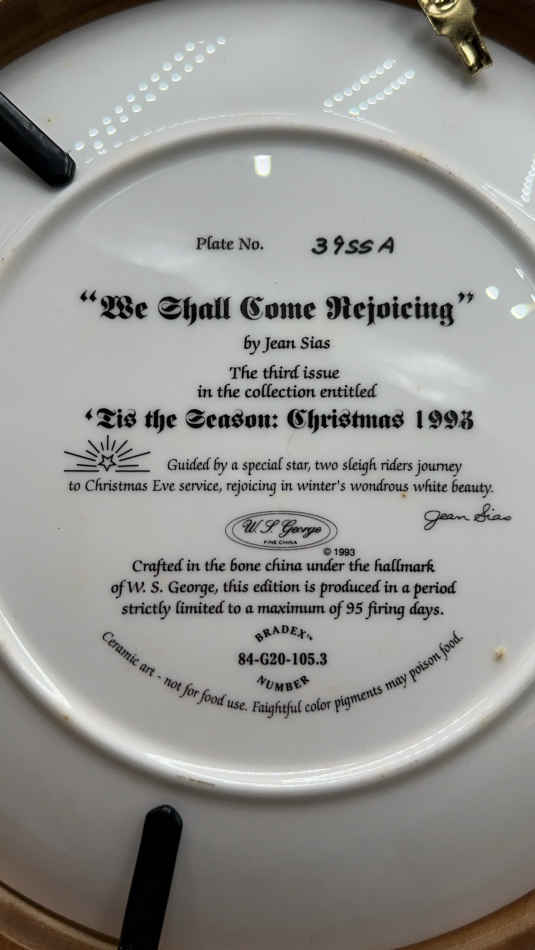 Plate No. 3955A
“We Shall Come Rejoicing”
by Jean Sias
The third issue
in the collection entitled
‘Tis the Season: Christmas 1993
Guided by a special star, two sleigh riders journey
to Christmas Eve service, rejoicing in winter's wondrous white beauty.
Jean Sias
W. S. George
FINE CHINA
© 1993
Crafted in the bone china under the hallmark
of W. S. George, this edition is produced in a period
strictly limited to a maximum of 95 firing days.
BRADEX™
84-G20-105.3
NUMBER
Ceramic art - not for food use. Faightful color pigments may poison food.